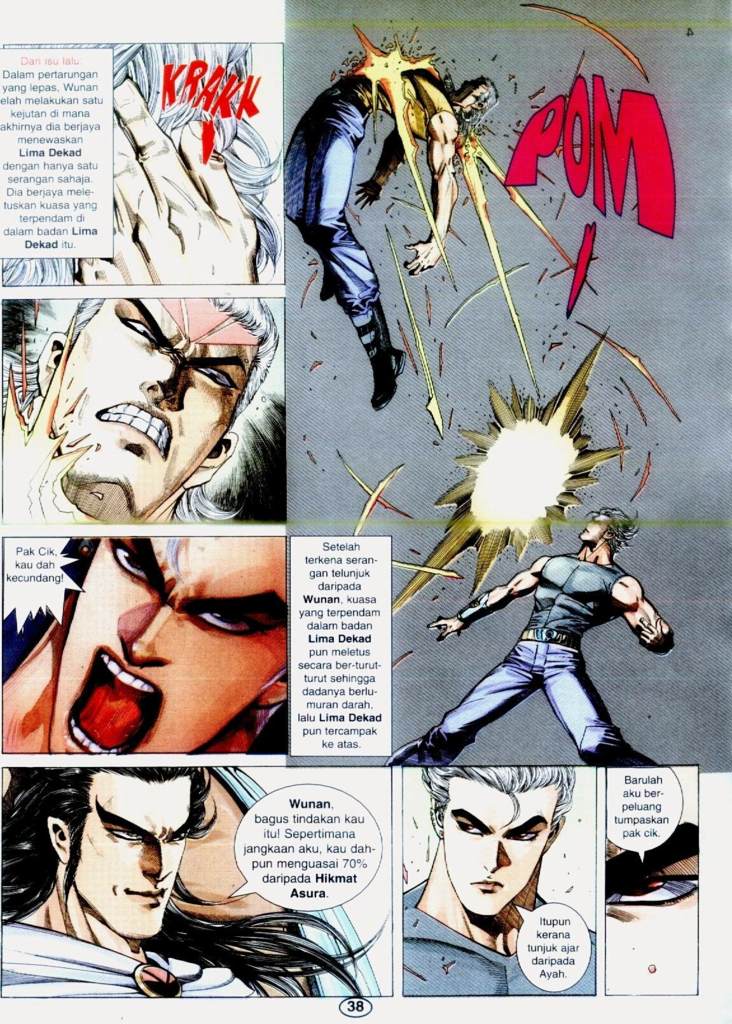 Dari isu lalu:
Dalam pertarungan
yang lepas, Wunan
elah melakukan satu
kejutan di mana
akhirnya dia berjaya
menewaskan
Lima Dekad
dengan hanya satu
serangan sahaja.
Dia berjaya mele-
tuskan kuasa yang
terpendam di
dalam badan Lima
Dekad itu.
KRAKK
!
POM
!
Pak Cik,
kau dah
kecundang!
Setelah
terkena seran-
gan telunjuk
daripada
Wunan, kuasa
yang terpendam
dalam badan
Lima Dekad
pun meletus
secara ber-turut-
turut sehingga
dadanya berlu-
muran darah,
lalu Lima Dekad
pun tercampak
ke atas.
Wunan,
bagus tindakan kau
itu! Sepertimana
jangkaan aku, kau dah-
pun menguasai 70%
daripada Hikmat
Asura.
Itupun
kerana
tunjuk ajar
daripada
Ayah.
Barulah
aku ber-
peluang
tumpaskan
pak cik.
38